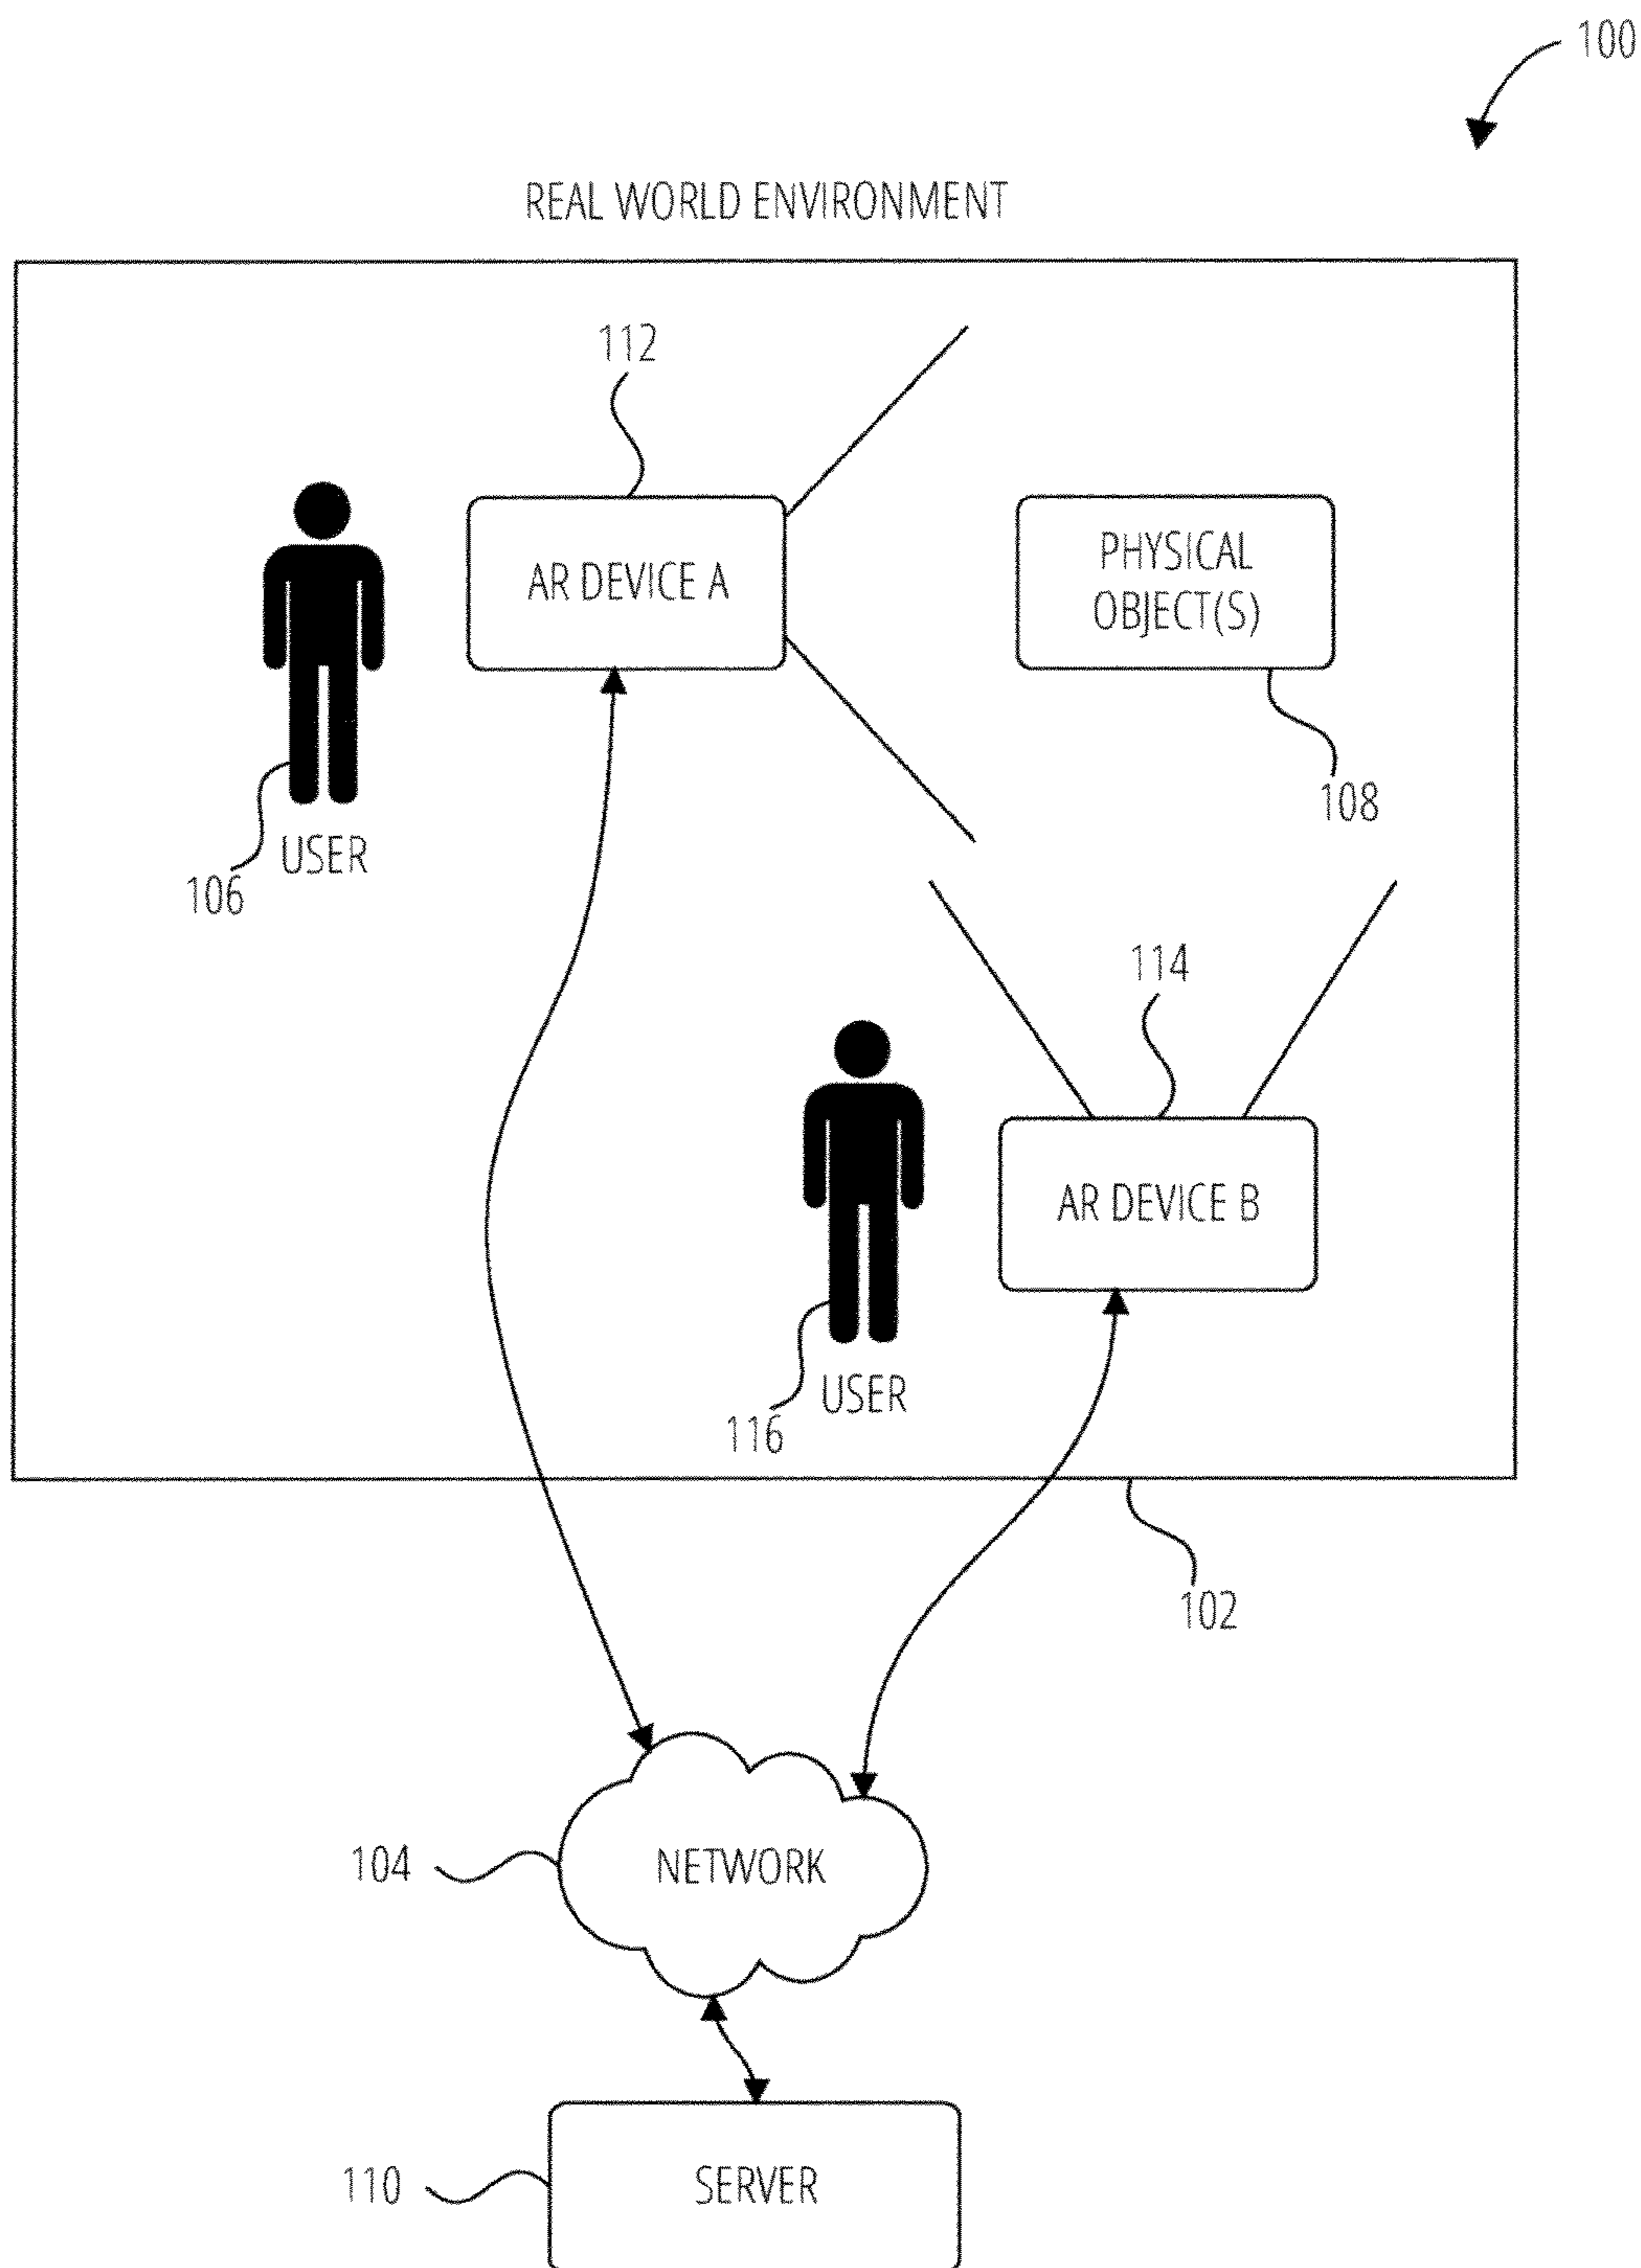 100
REAL WORLD ENVIRONMENT
112
AR DEVICE A
PHYSICAL
OBJECT(S)
108
USER
106
114
AR DEVICE B
USER
116
102
104
NETWORK
110
SERVER